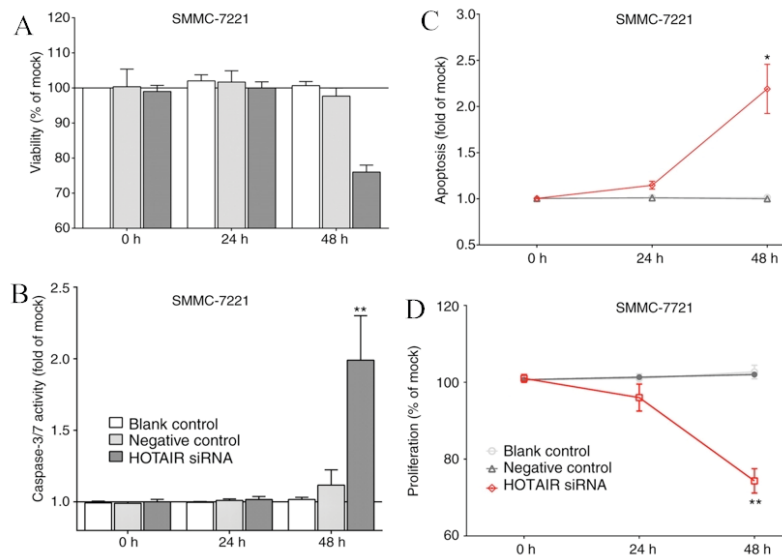 A
SMMC-7221
Viability (% of mock)
120
110
100
90
80
70
60
0 h
24 h
48 h
B
SMMC-7221
Caspase-3/7 activity (fold of mock)
2.5
2.0
1.5
1.0
**
Blank control
Negative control
HOTAIR siRNA
0 h
24 h
48 h
C
SMMC-7221
Apoptosis (fold of mock)
3.0
2.5
2.0
1.5
1.0
0.5
*
0 h
24 h
48 h
D
SMMC-7721
Proliferation (% of mock)
120
100
80
60
Blank control
Negative control
HOTAIR siRNA
**
0 h
24 h
48 h